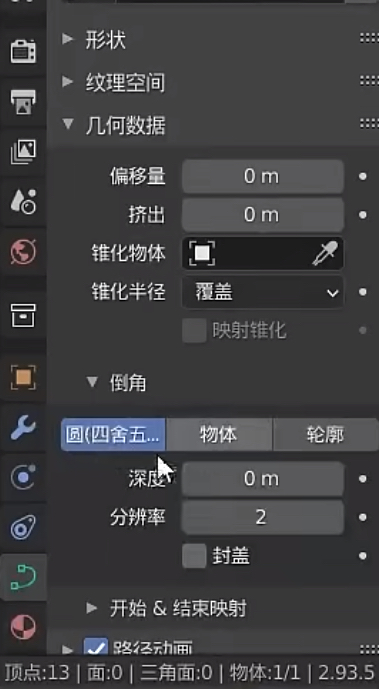 形状
纹理空间
几何数据
偏移量 0 m
挤出 0 m
锥化物体
锥化半径 覆盖
映射锥化
倒角
圆(四舍五... 物体 轮廓
深度 0 m
分辨率 2
封盖
开始 & 结束映射
路径动画
顶点:13 | 面:0 | 三角面:0 | 物体:1/1 | 2.93.5